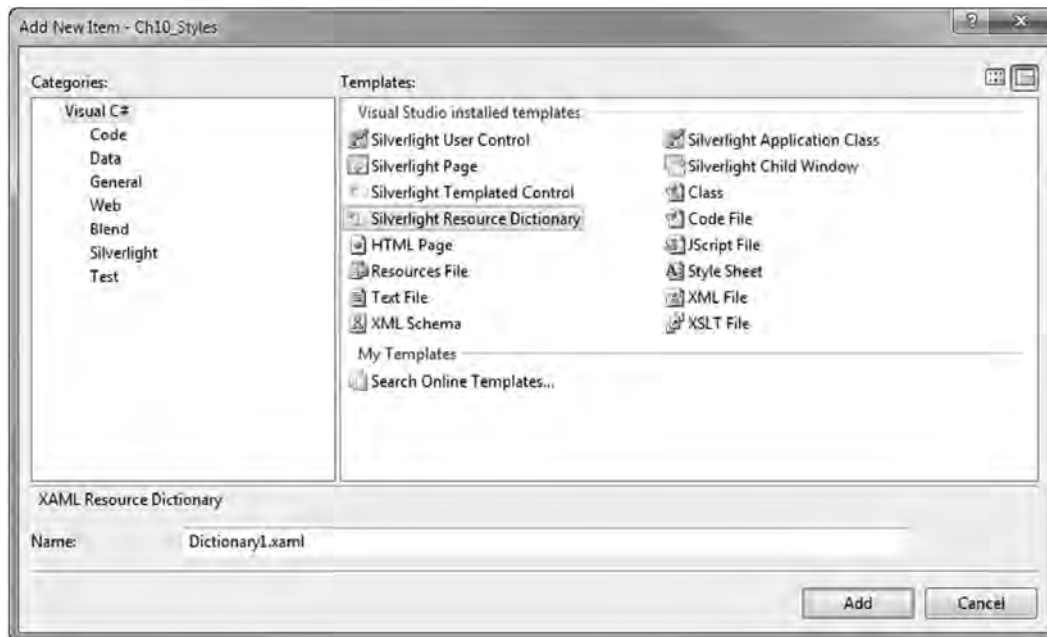 Add New Item - Ch10_Styles
Categories:
Visual C#
Code
Data
General
Web
Blend
Silverlight
Test
Templates:
Visual Studio installed templates
Silverlight User Control
Silverlight Page
Silverlight Templated Control
Silverlight Resource Dictionary
HTML Page
Resources File
Text File
XML Schema
Silverlight Application Class
Silverlight Child Window
Class
Code File
JScript File
Style Sheet
XML File
XSLT File
My Templates
Search Online Templates...
XAML Resource Dictionary
Name: Dictionary1.xaml
Add Cancel